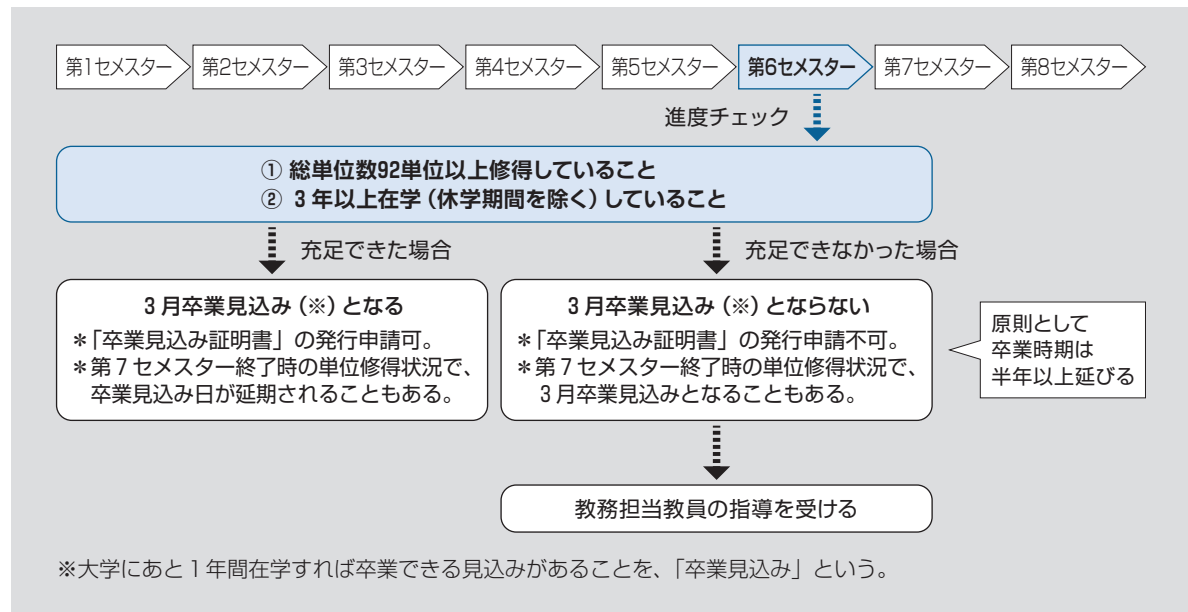 第1セメスター 第2セメスター 第3セメスター 第4セメスター 第5セメスター 第6セメスター 第7セメスター 第8セメスター
進度チェック
① 総単位数92単位以上修得していること
② 3年以上在学(休学期間を除く)していること
充足できた場合
充足できなかった場合
3月卒業見込み(※)となる
＊「卒業見込み証明書」の発行申請可。
＊第7セメスター終了時の単位修得状況で、
卒業見込み日が延期されることもある。
3月卒業見込み(※)とならない
＊「卒業見込み証明書」の発行申請不可。
＊第7セメスター終了時の単位修得状況で、
3月卒業見込みとなることもある。
原則として
卒業時期は
半年以上延びる
教務担当教員の指導を受ける
※大学にあと1年間在学すれば卒業できる見込みがあることを、「卒業見込み」という。